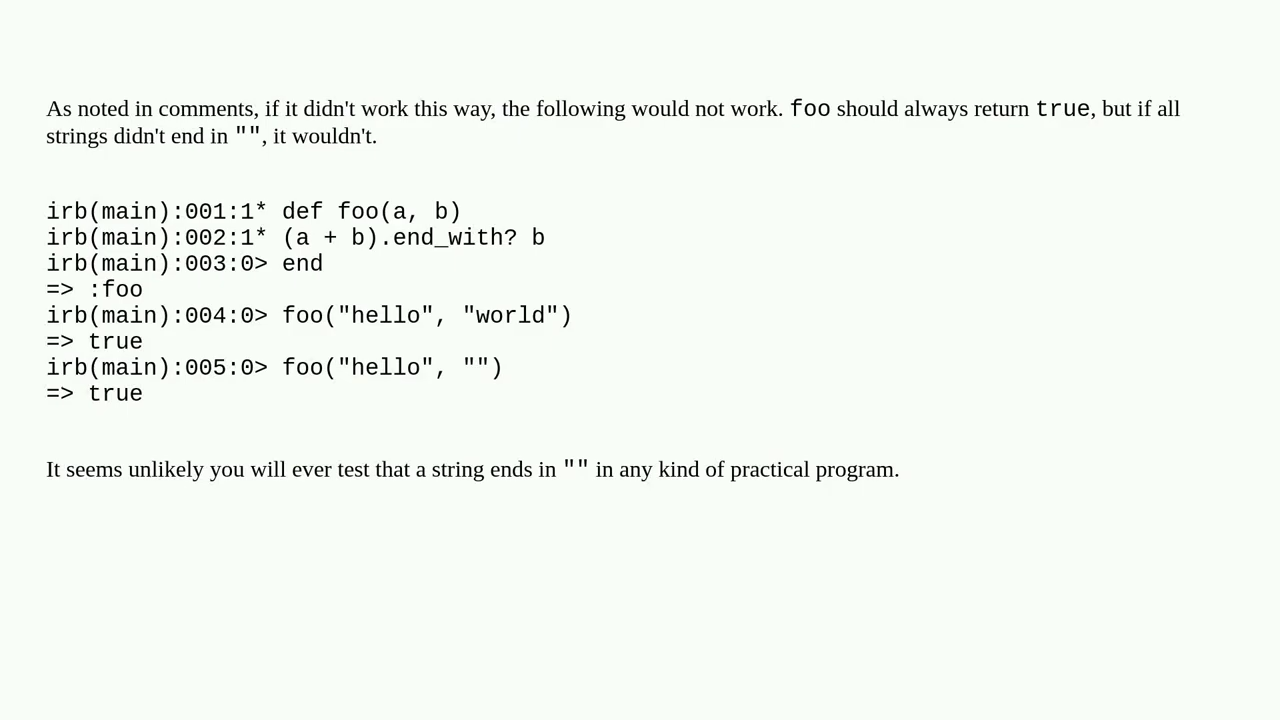 As noted in comments, if it didn't work this way, the following would not work. foo should always return true, but if all
strings didn't end in "", it wouldn't.
irb(main):001:1* def foo(a, b)
irb(main):002:1* (a + b).end_with? b
irb(main):003:0> end
=> :foo
irb(main):004:0> foo("hello", "world")
=> true
irb(main):005:0> foo("hello", "")
=> true
It seems unlikely you will ever test that a string ends in "" in any kind of practical program.